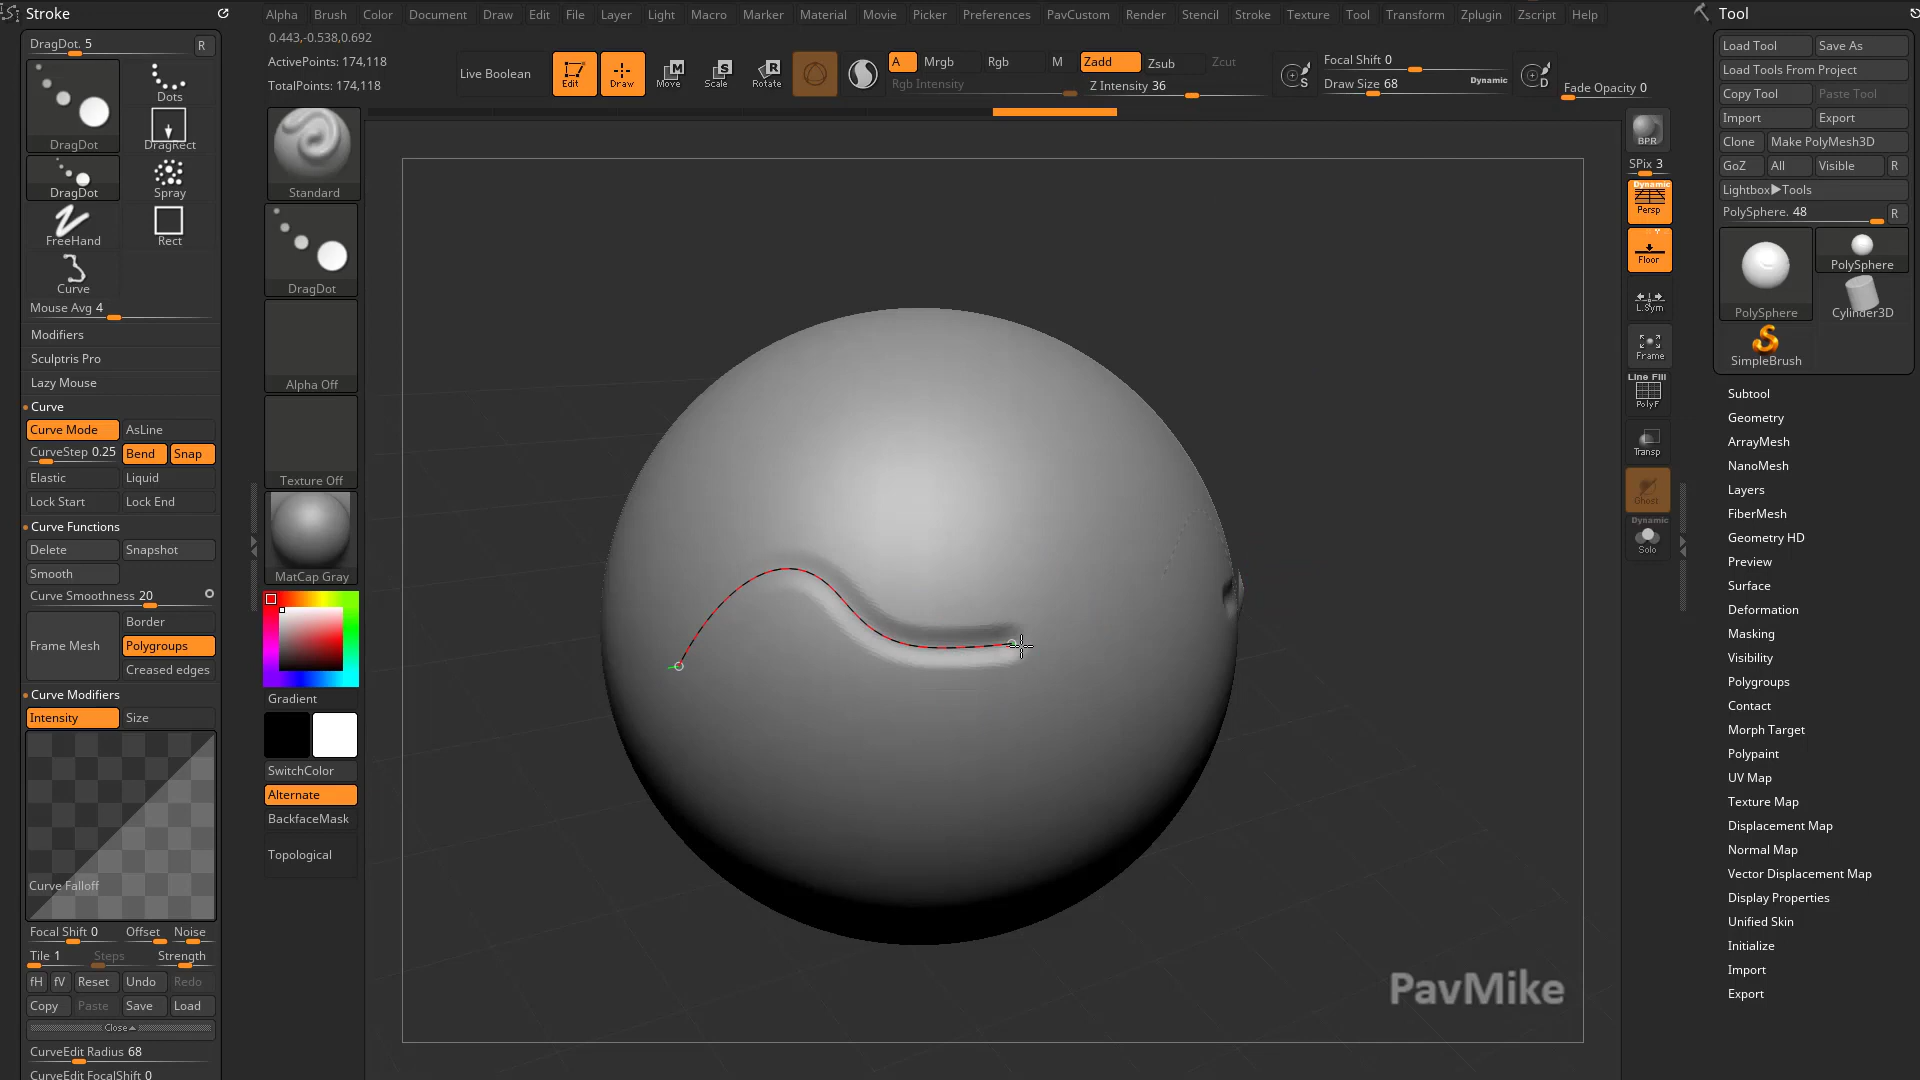 Stroke
Alpha Brush Color Document Draw Edit File Layer Light Macro Marker Material Movie Picker Preferences PavCustom Render Stencil Stroke Texture Tool Transform Zplugin Zscript Help
Tool
0.443,-0.538,0.692
ActivePoints: 174,118
TotalPoints: 174,118
Live Boolean
Edit Draw Move Scale Rotate
A Mrgb Rgb M Zadd Zsub Zcut
Rgb Intensity Z Intensity 36
Focal Shift 0
Draw Size 68 Dynamic
Fade Opacity 0
DragDot. 5 R
Dots
DragDot DragRect
DragDot Spray
FreeHand Rect
Curve
Mouse Avg 4
Modifiers
Sculptris Pro
Lazy Mouse
Curve
Curve Mode AsLine
CurveStep 0.25 Bend Snap
Elastic Liquid
Lock Start Lock End
Curve Functions
Delete Snapshot
Smooth
Curve Smoothness 20
Border
Frame Mesh Polygroups
Creased edges
Curve Modifiers
Intensity Size
Curve Falloff
Focal Shift 0 Offset Noise
Tile 1 Steps Strength
fH fV Reset Undo Redo
Copy Paste Save Load
Close
CurveEdit Radius 68
CurveEdit FocalShift 0
Standard
DragDot
Alpha Off
Texture Off
MatCap Gray
Gradient
SwitchColor
Alternate
BackfaceMask
Topological
PavMike
BPR
SPix 3
Dynamic
Persp
Floor
L.Sym
Frame
Line Fill
PolyF
Transp
Ghost
Dynamic
Solo
Load Tool Save As
Load Tools From Project
Copy Tool Paste Tool
Import Export
Clone Make PolyMesh3D
GoZ All Visible R
Lightbox▶Tools
PolySphere. 48 R
PolySphere
PolySphere Cylinder3D
SimpleBrush
Subtool
Geometry
ArrayMesh
NanoMesh
Layers
FiberMesh
Geometry HD
Preview
Surface
Deformation
Masking
Visibility
Polygroups
Contact
Morph Target
Polypaint
UV Map
Texture Map
Displacement Map
Normal Map
Vector Displacement Map
Display Properties
Unified Skin
Initialize
Import
Export